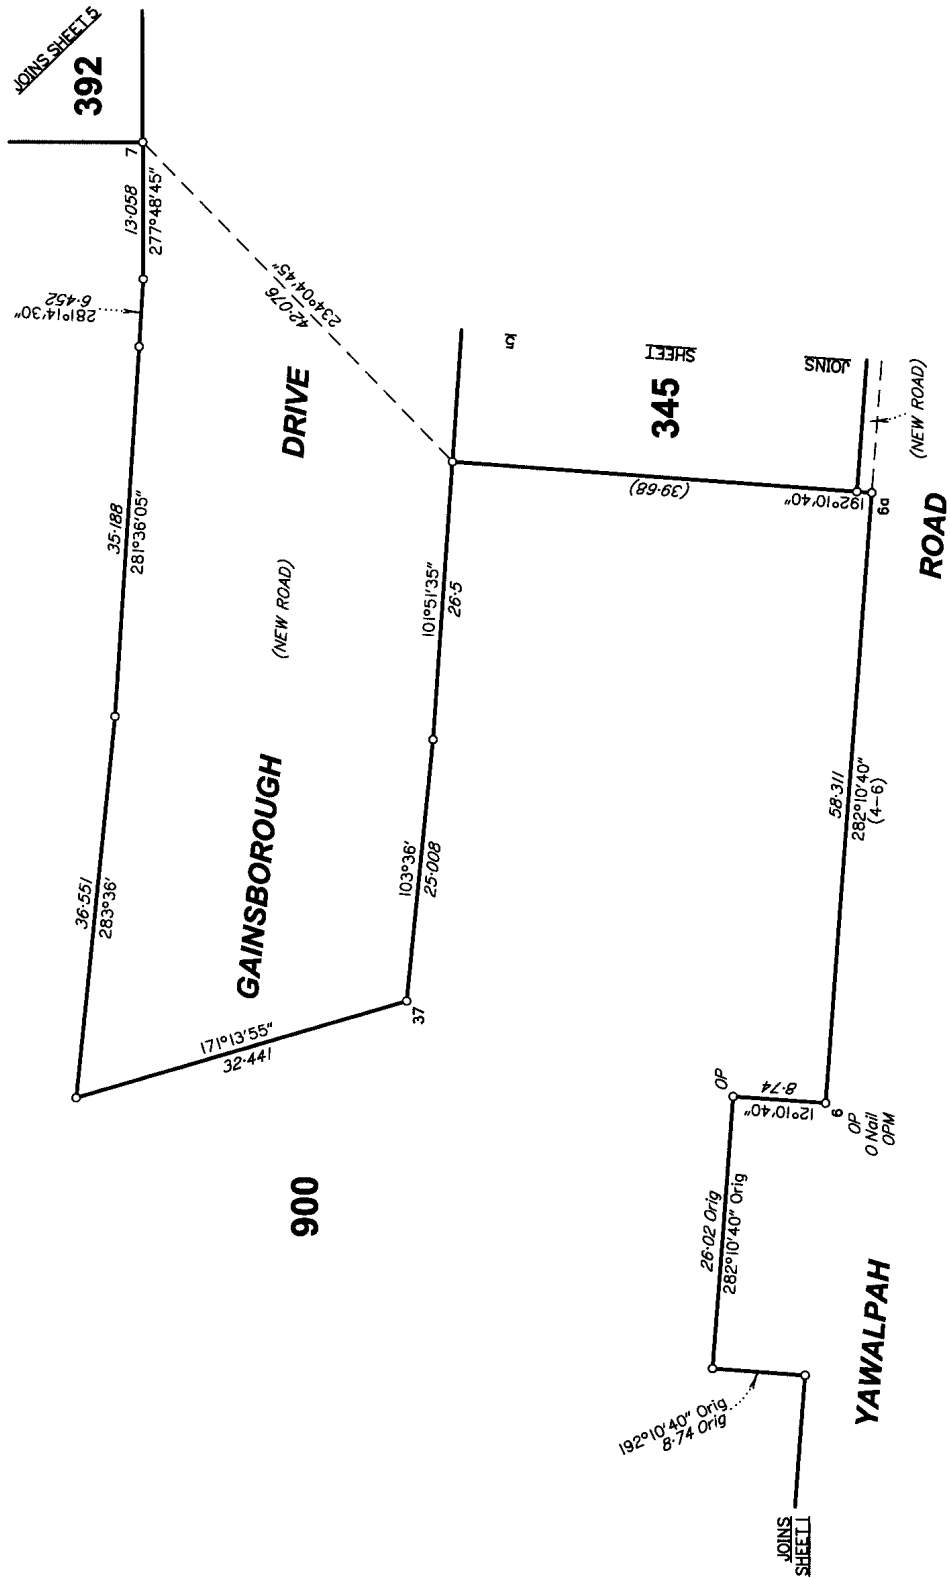 JOINS SHEET 5
392
7
13·058
277°48'45"
281°14'30"
6·452
35·188
281°36'05"
36·551
283°36'
42·076
234°04'45"
GAINSBOROUGH DRIVE
(NEW ROAD)
171°13'55"
32·441
37
103°36'
25·008
101°51'35"
26·5
JOINS
SHEET
5
345
(39·68)
192°10'40"
6a
(NEW ROAD)
58·311
282°10'40"
(4-6)
900
OP
8·74
12°10'40"
6
OP
O Nail
OPM
26·02 Orig
282°10'40" Orig
192°10'40" Orig
8·74 Orig
YAWALPAH ROAD
JOINS
SHEET 1